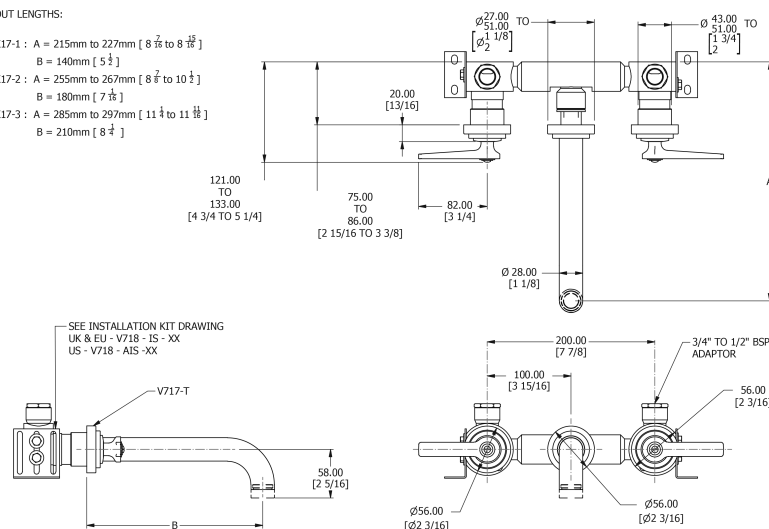 OUT LENGTHS:
17-1 : A = 215mm to 227mm [ 8 7/16 to 8 15/16 ]
B = 140mm [ 5 1/2 ]
17-2 : A = 255mm to 267mm [ 8 7/8 to 10 1/2 ]
B = 180mm [ 7 1/16 ]
17-3 : A = 285mm to 297mm [ 11 1/4 to 11 11/16 ]
B = 210mm [ 8 1/4 ]
Ø27.00 TO
51.00
[Ø1 1/8
2]
Ø 43.00 TO
51.00
[1 3/4
2]
20.00
[13/16]
121.00
TO
133.00
[4 3/4 TO 5 1/4]
75.00
TO
86.00
[2 15/16 TO 3 3/8]
82.00
[3 1/4]
A
Ø 28.00
[1 1/8]
SEE INSTALLATION KIT DRAWING
UK & EU - V718 - IS - XX
US - V718 - AIS -XX
V717-T
58.00
[2 5/16]
B
200.00
[7 7/8]
100.00
[3 15/16]
3/4" TO 1/2" BSP
ADAPTOR
56.00
[2 3/16]
Ø56.00
[Ø2 3/16]
Ø56.00
[Ø2 3/16]